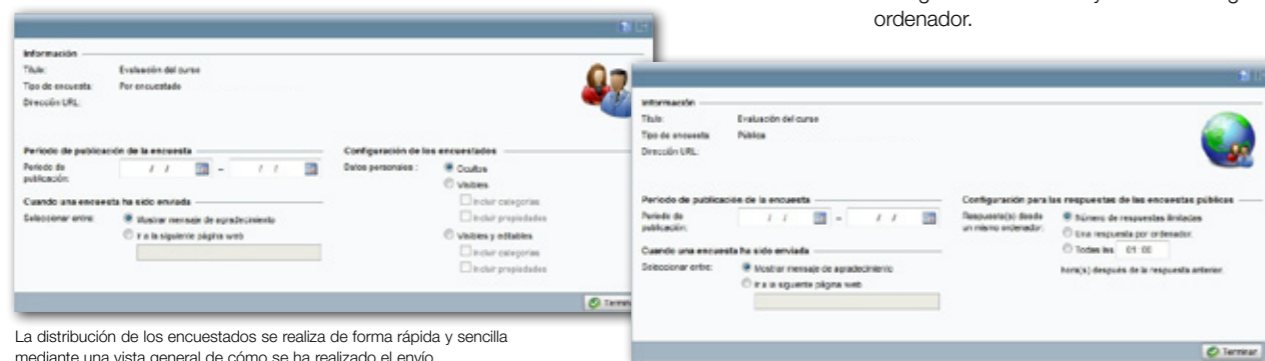 ordenador.
Información
Título: Evaluación del curso
Tipo de encuesta: Por encuestado
Dirección URL:
Periodo de publicación de la encuesta
Periodo de publicación: / / – / /
Cuando una encuesta ha sido enviada
Seleccionar entre: Mostrar mensaje de agradecimiento
Ir a la siguiente página web
Configuración de los encuestados
Datos personales : Ocultos
Visibles
Incluir categorías
Incluir propiedades
Visibles y editables
Incluir categorías
Incluir propiedades
La distribución de los encuestados se realiza de forma rápida y sencilla
mediante una vista general de cómo se ha realizado el envío
Información
Título: Evaluación del curso
Tipo de encuesta: Pública
Dirección URL:
Periodo de publicación de la encuesta
Periodo de publicación: / / – / /
Cuando una encuesta ha sido enviada
Seleccionar entre: Mostrar mensaje de agradecimiento
Ir a la siguiente página web
Configuración para las respuestas de las encuestas públicas
Respuesta(s) desde
un mismo ordenador: Número de respuestas ilimitadas
Una respuesta por ordenador.
Todas las 01:00
hora(s) después de la respuesta anterior.
Terminar